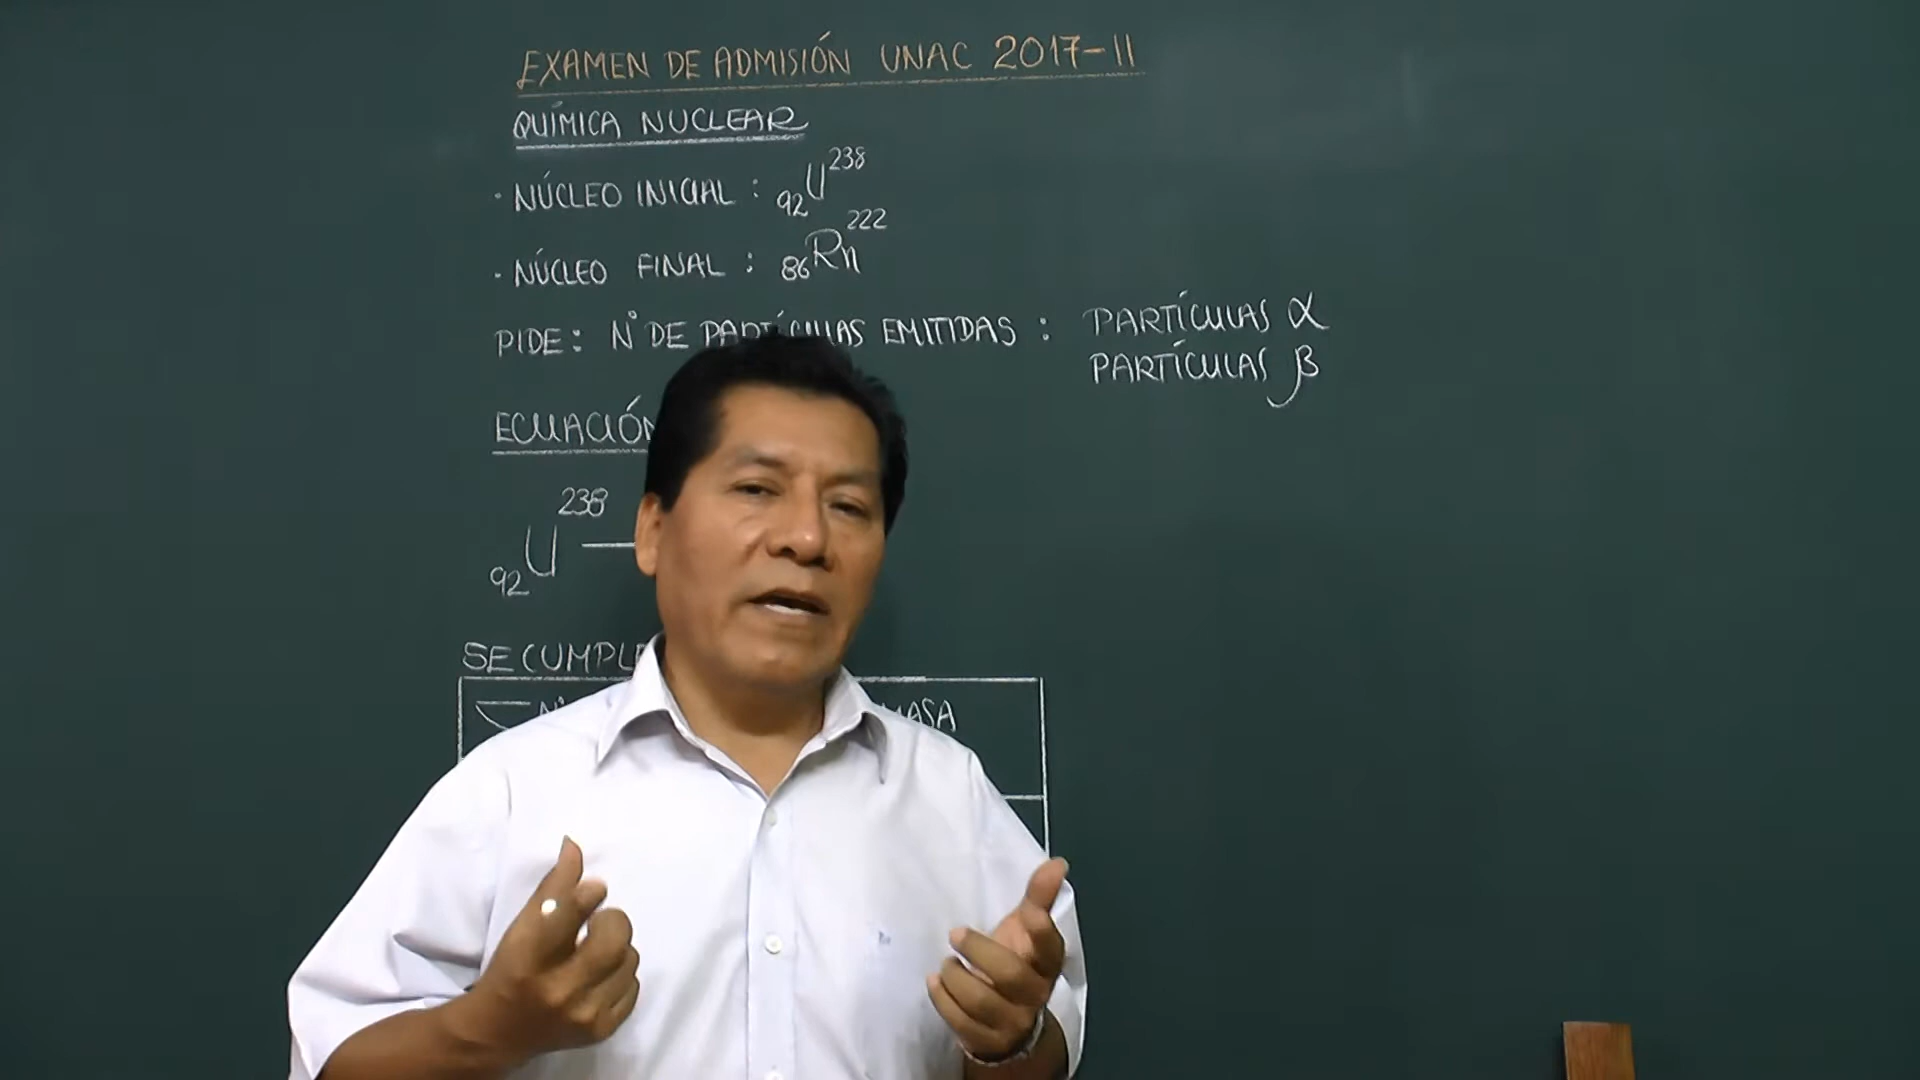 EXAMEN DE ADMISIÓN UNAC 2017-II
QUÍMICA NUCLEAR
· NÚCLEO INICIAL : 92U238
· NÚCLEO FINAL : 86Rn222
PIDE: N° DE PARTÍCULAS EMITIDAS : PARTÍCULAS α
PARTÍCULAS β
ECUACIÓN
92U238
SE CUMPLE
N° MASA